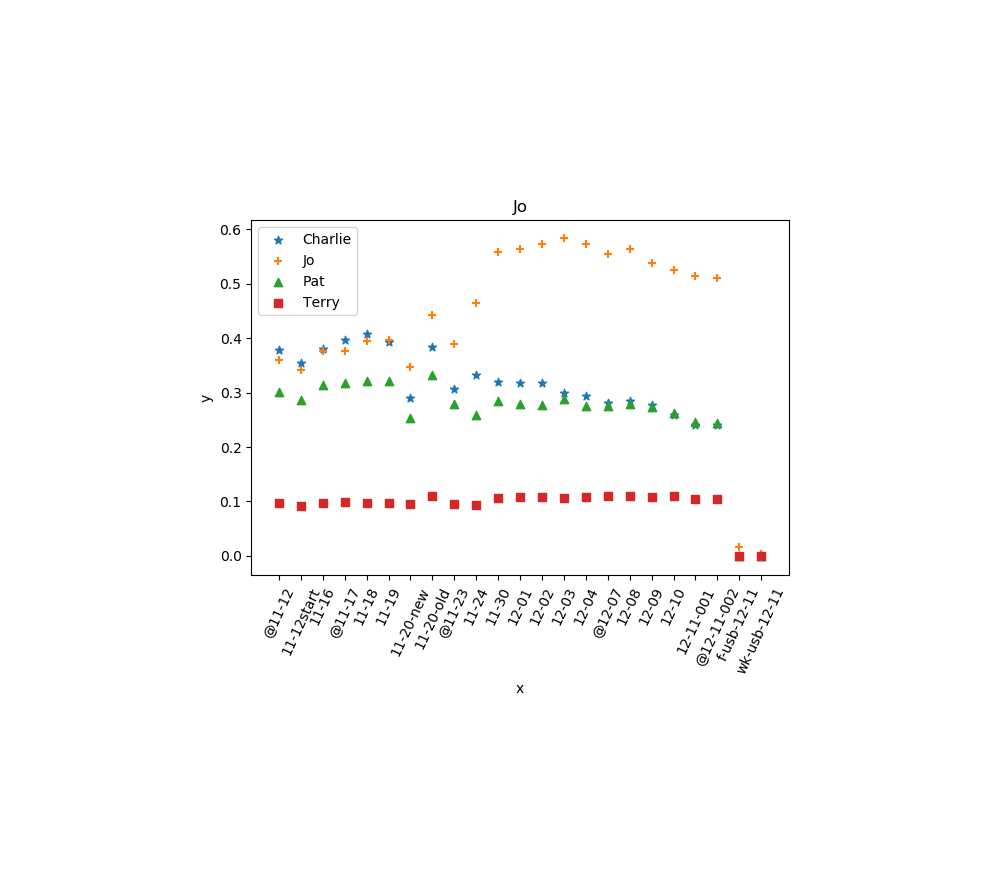 Jo
Charlie
Jo
Pat
Terry
0.6
0.5
0.4
0.3
0.2
0.1
0.0
y
@11-12
11-12start
11-16
@11-17
11-18
11-19
11-20-new
11-20-old
@11-23
11-24
11-30
12-01
12-02
12-03
12-04
@12-07
12-08
12-09
12-10
12-11-001
@12-11-002
f-usb-12-11
wk-usb-12-11
x